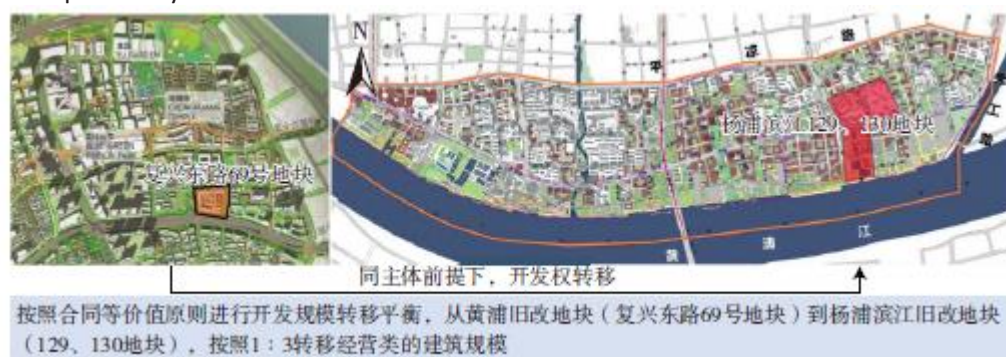 N
平凉路
杨浦滨江129、130地块
复兴东路69号地块
黄浦江
同主体前提下，开发权转移
按照合同等价值原则进行开发规模转移平衡，从黄浦旧改地块（复兴东路69号地块）到杨浦滨江旧改地块
（129、130地块），按照1：3转移经营类的建筑规模